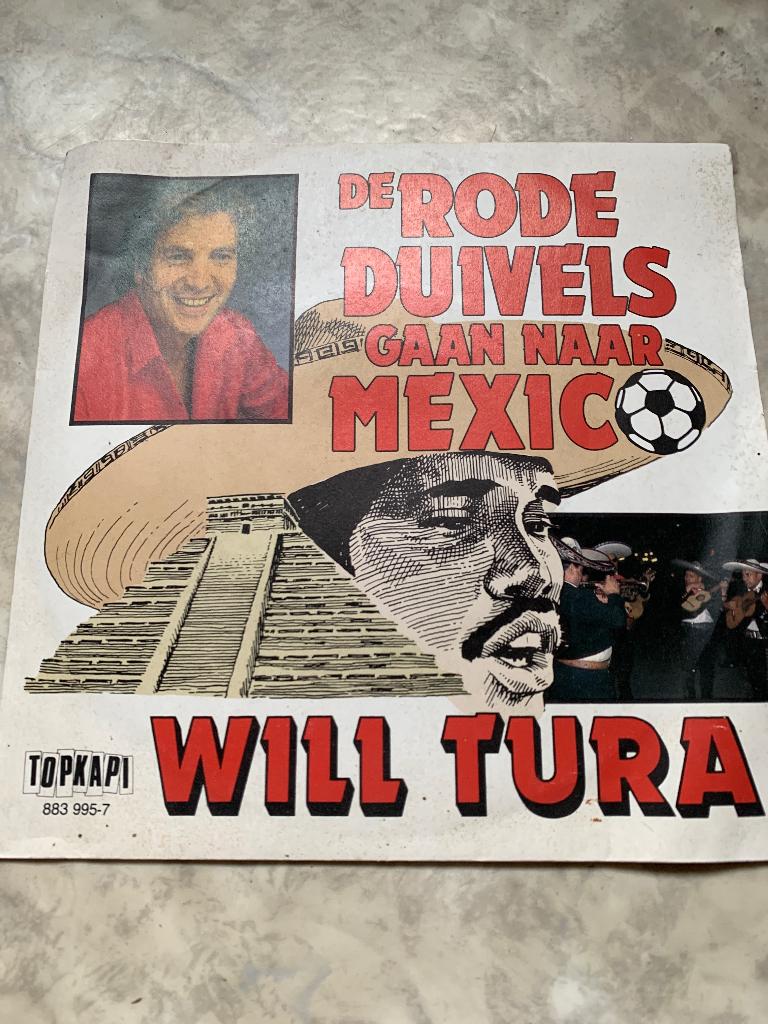 DE RODE
DUIVELS
GAAN NAAR
MEXICO
WILL TURA
TOPKAPI
883 995-7